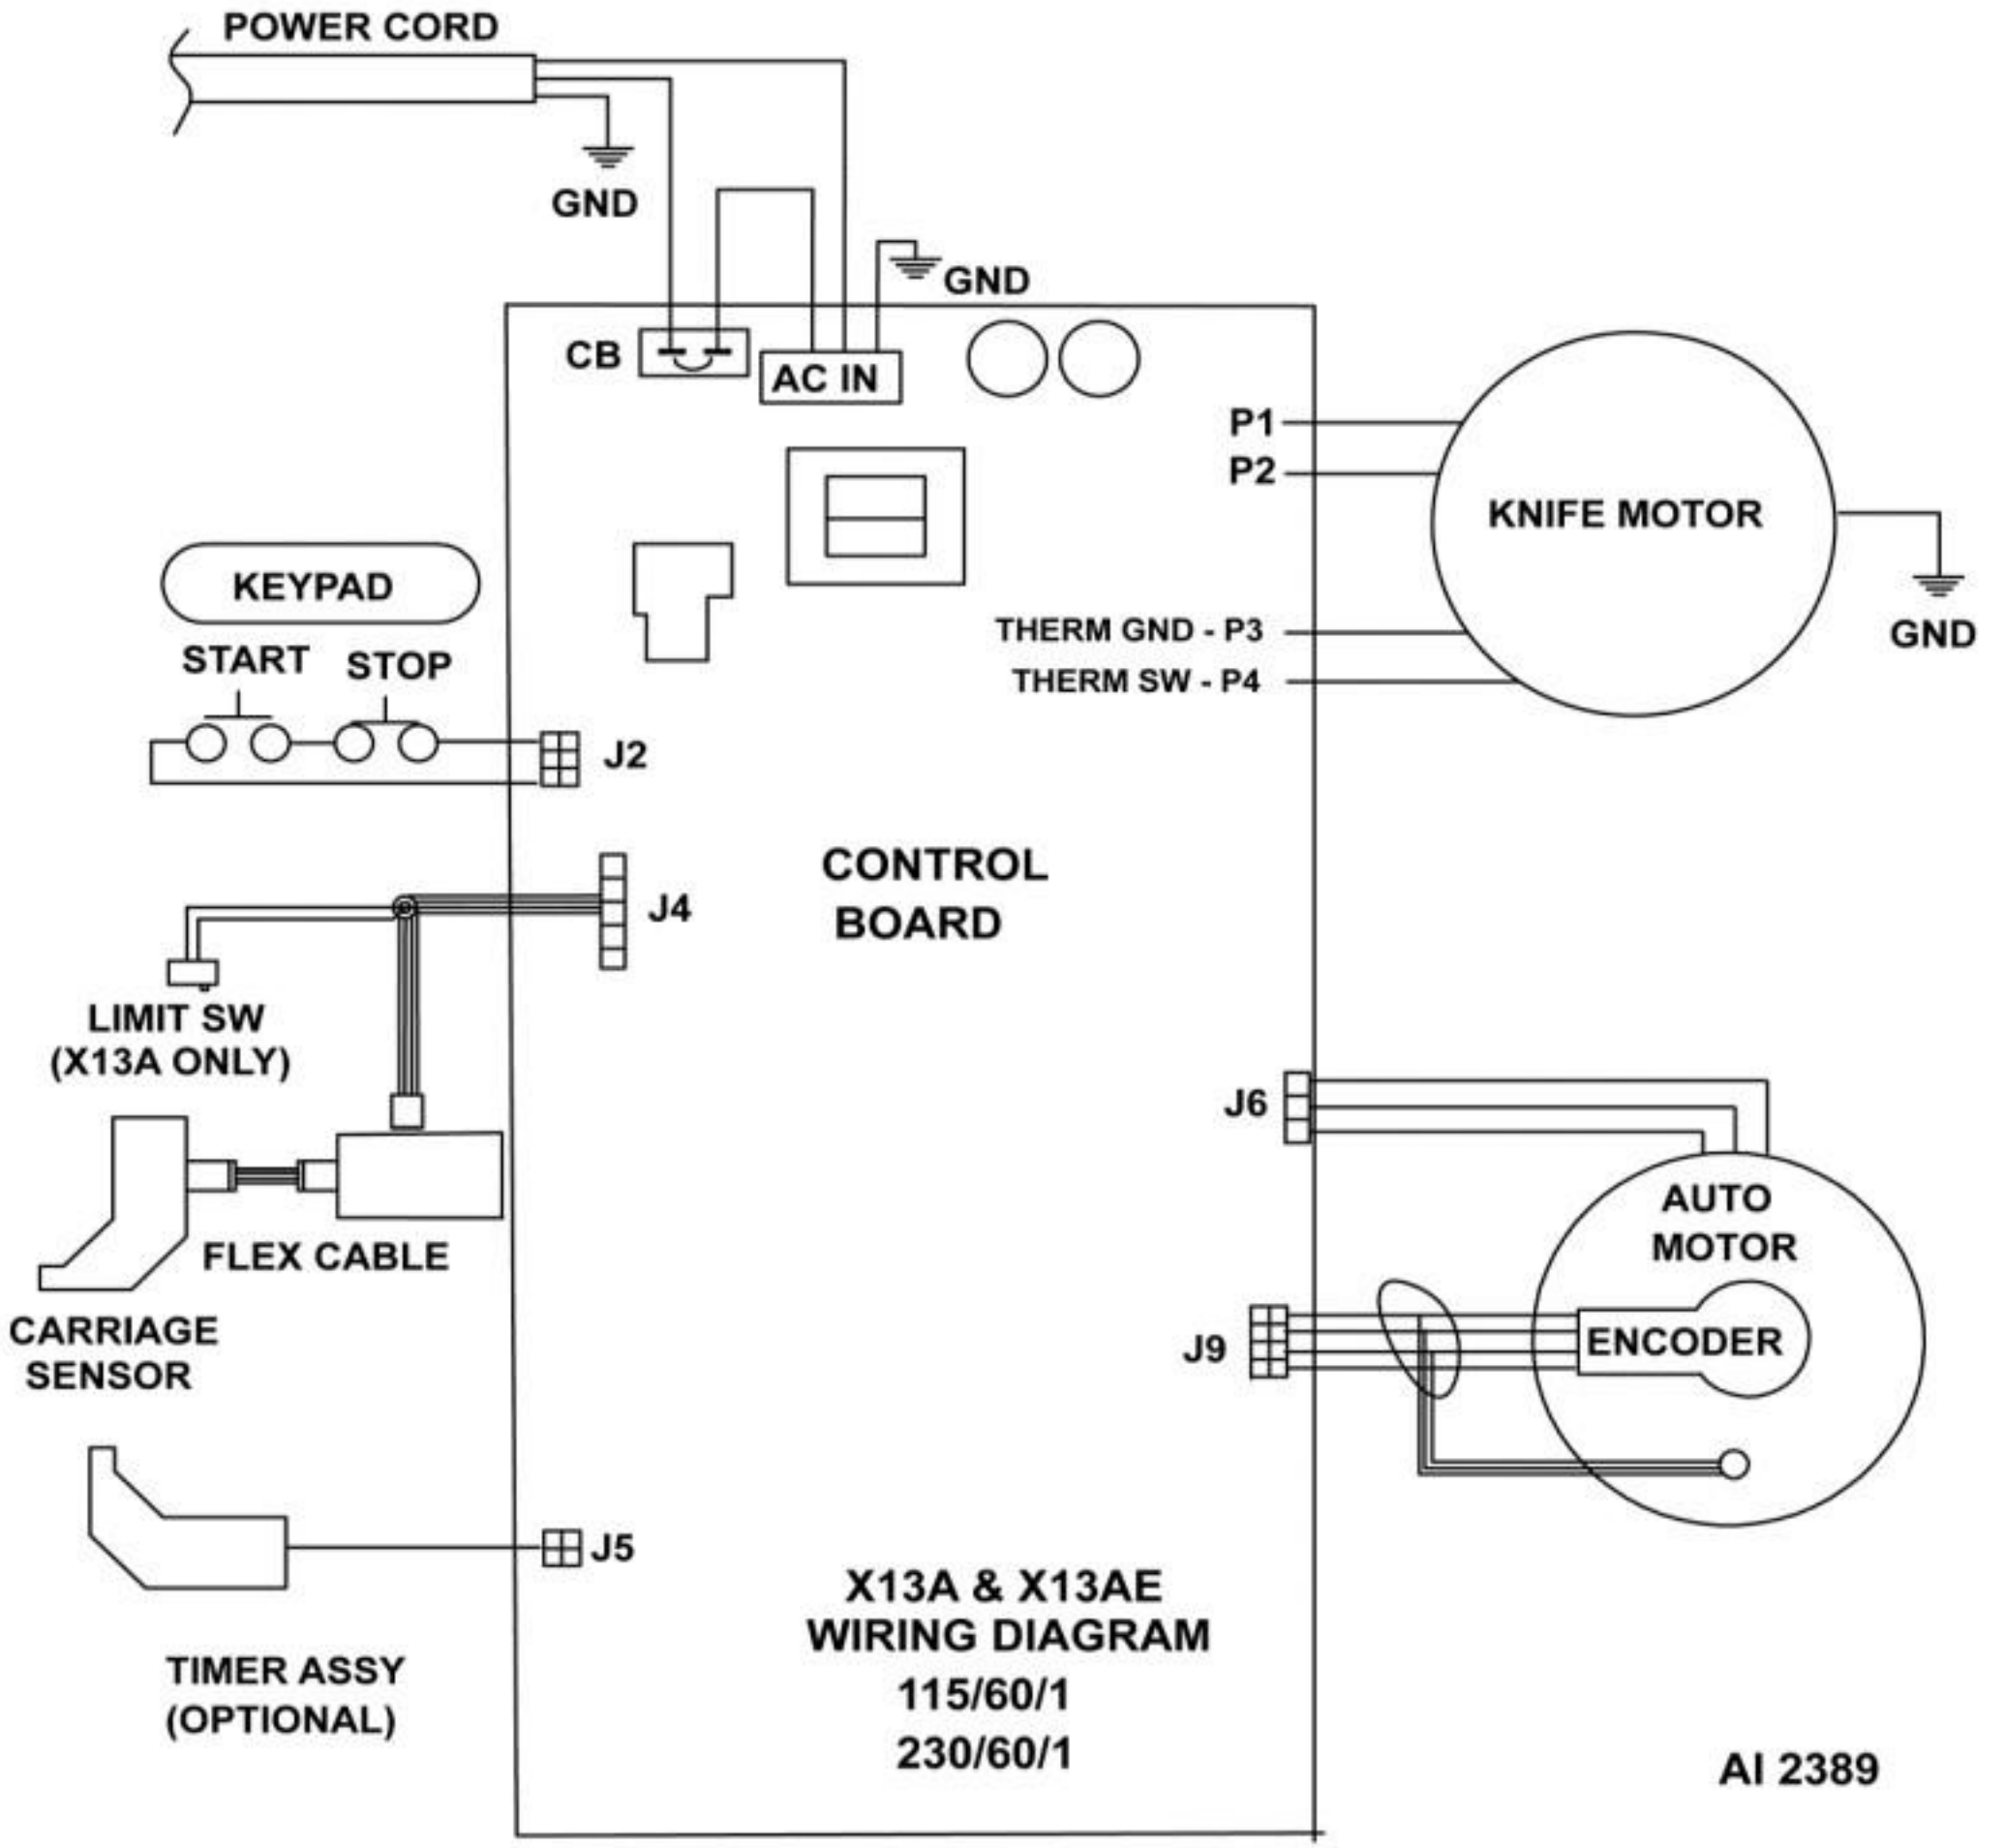 POWER CORD
GND
GND
CB
AC IN
P1
P2
KNIFE MOTOR
GND
THERM GND - P3
THERM SW - P4
KEYPAD
START
STOP
J2
J4
CONTROL
BOARD
LIMIT SW
(X13A ONLY)
FLEX CABLE
CARRIAGE
SENSOR
J6
AUTO
MOTOR
J9
ENCODER
J5
TIMER ASSY
(OPTIONAL)
X13A & X13AE
WIRING DIAGRAM
115/60/1
230/60/1
AI 2389